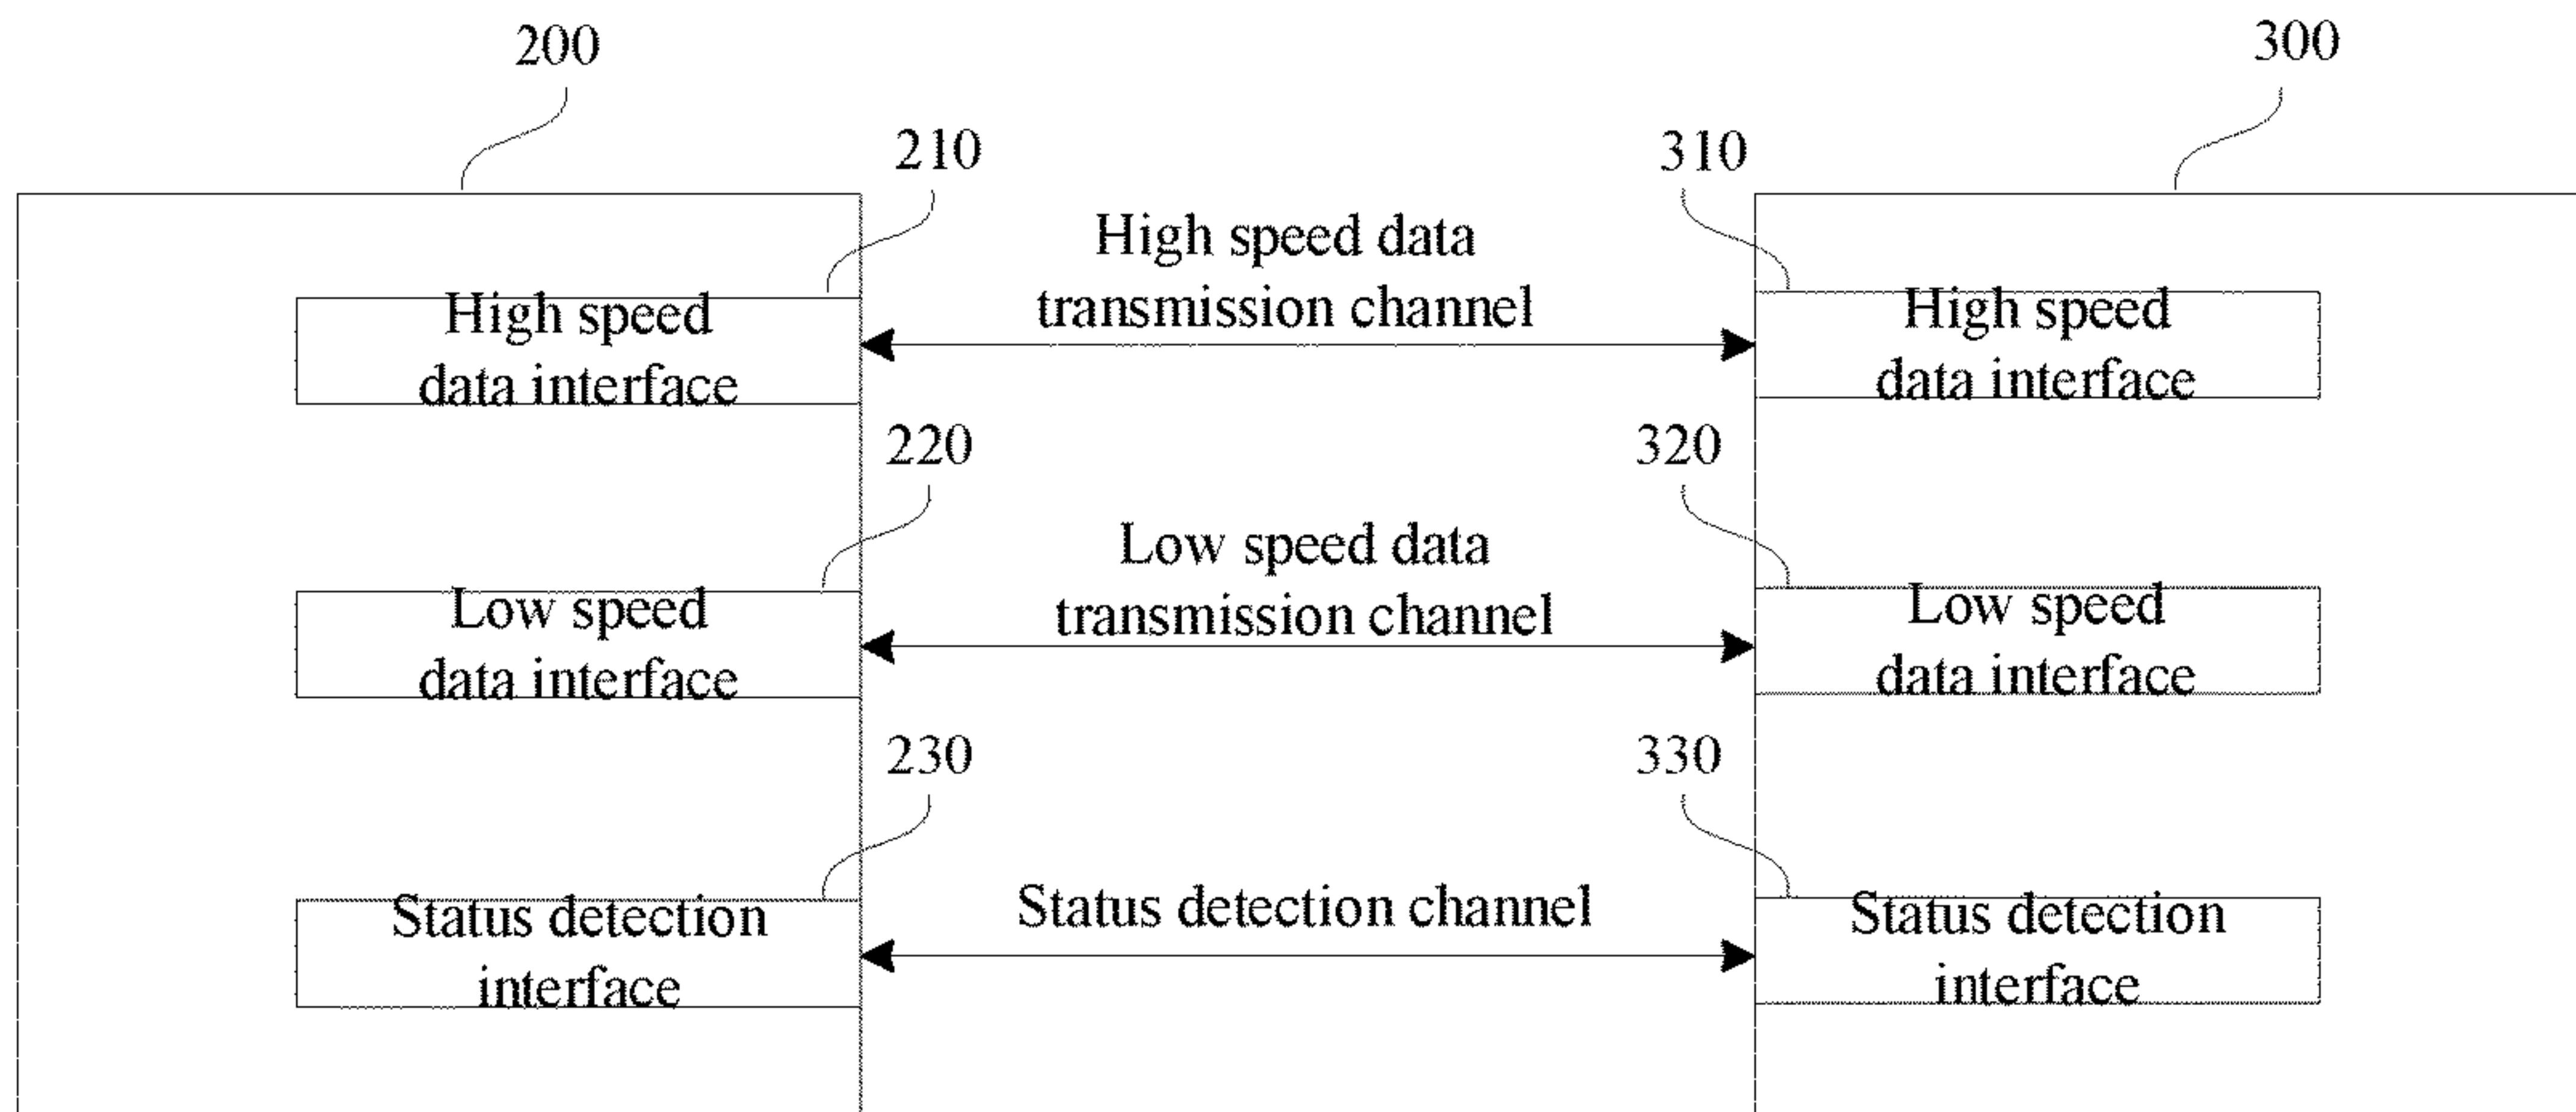 200
300
210
310
High speed data
transmission channel
High speed
data interface
High speed
data interface
220
320
Low speed data
transmission channel
Low speed
data interface
Low speed
data interface
230
330
Status detection channel
Status detection
interface
Status detection
interface